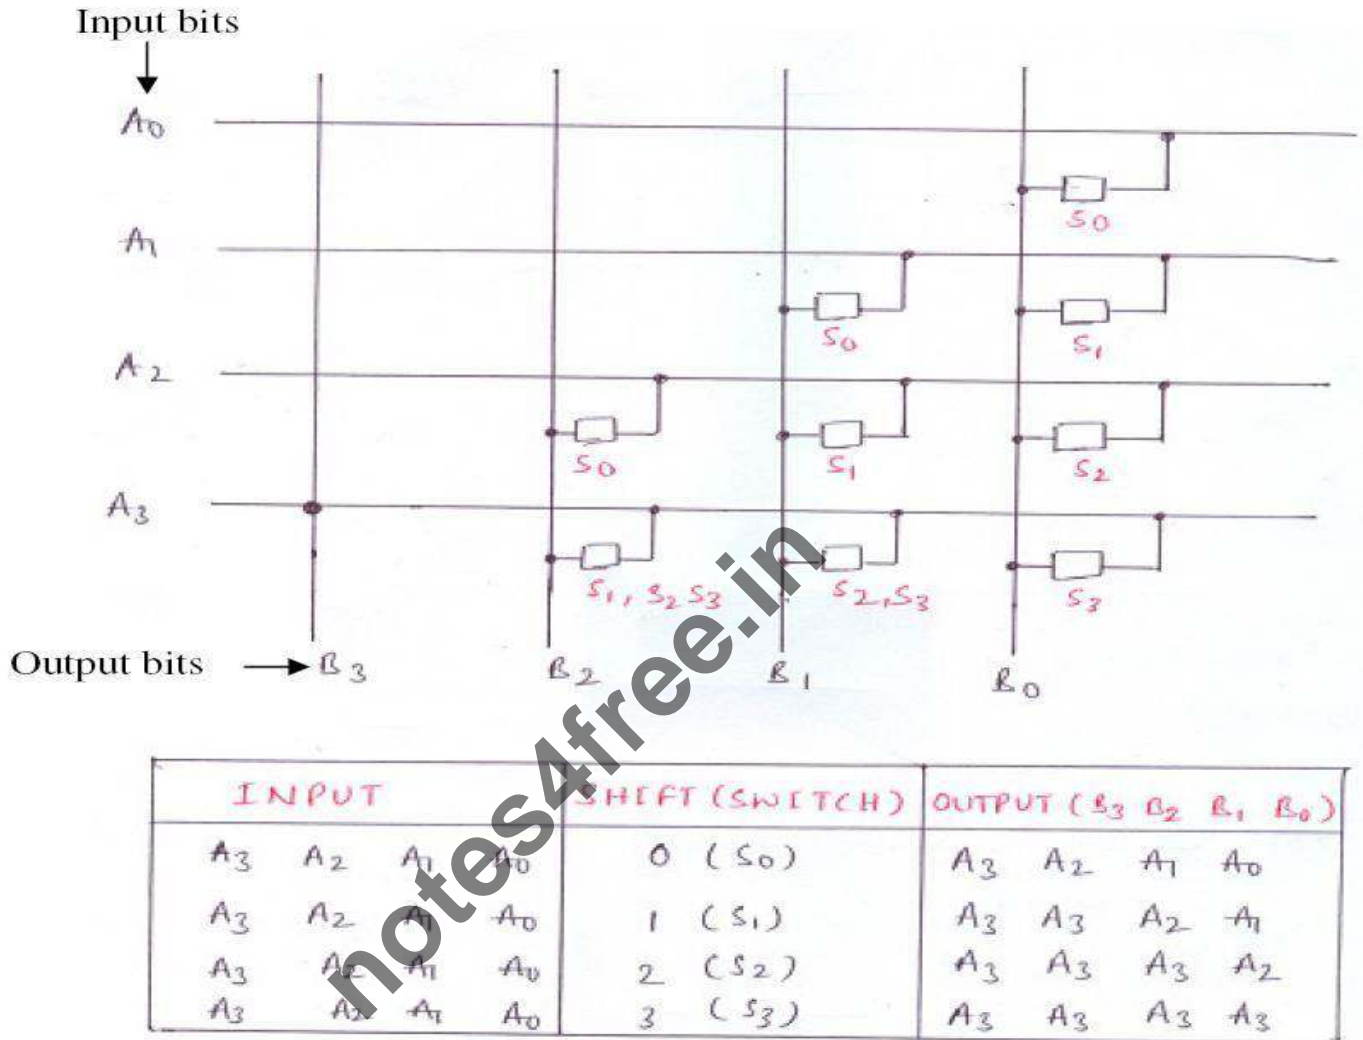 Input bits
A0
S0
A1
S0 S1
A2
S0 S1 S2
A3
S1, S2 S3 S2,S3 S3
Output bits B3 B2 B1 B0
INPUT SHIFT (SWITCH) OUTPUT (B3 B2 B1 B0)
A3 A2 A1 A0 0 (S0) A3 A2 A1 A0
A3 A2 A1 A0 1 (S1) A3 A3 A2 A1
A3 A2 A1 A0 2 (S2) A3 A3 A3 A2
A3 A2 A1 A0 3 (S3) A3 A3 A3 A3
notes4free.in